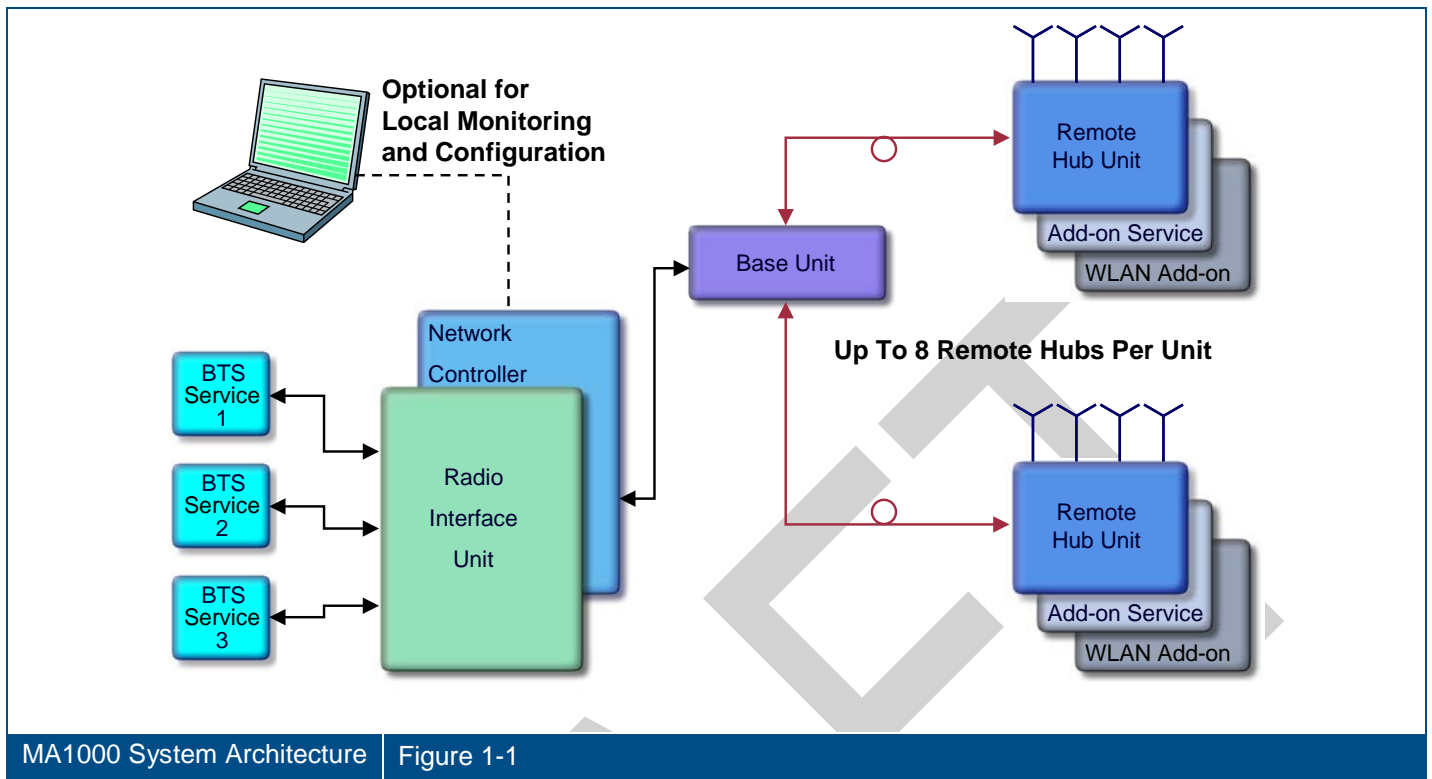 Optional for
Local Monitoring
and Configuration
Remote
Hub Unit
Add-on Service
WLAN Add-on
Base Unit
Network
Controller
Up To 8 Remote Hubs Per Unit
BTS
Service
1
BTS
Service
2
BTS
Service
3
Radio
Interface
Unit
Remote
Hub Unit
Add-on Service
WLAN Add-on
MA1000 System Architecture
Figure 1-1